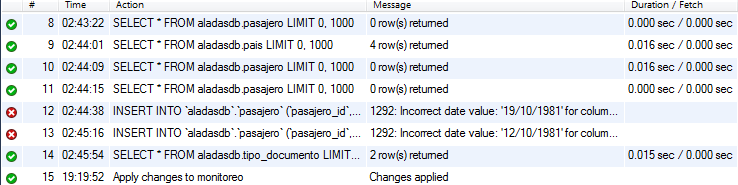 # Time Action Message Duration / Fetch
8 02:43:22 SELECT * FROM aladasdb.pasajero LIMIT 0, 1000 0 row(s) returned 0.000 sec / 0.000 sec
9 02:44:01 SELECT * FROM aladasdb.pais LIMIT 0, 1000 4 row(s) returned 0.016 sec / 0.000 sec
10 02:44:09 SELECT * FROM aladasdb.pasajero LIMIT 0, 1000 0 row(s) returned 0.016 sec / 0.000 sec
11 02:44:15 SELECT * FROM aladasdb.pasajero LIMIT 0, 1000 0 row(s) returned 0.000 sec / 0.000 sec
12 02:44:38 INSERT INTO `aladasdb`.`pasajero` (`pasajero_id`,... 1292: Incorrect date value: '19/10/1981' for colum...
13 02:45:16 INSERT INTO `aladasdb`.`pasajero` (`pasajero_id`,... 1292: Incorrect date value: '12/10/1981' for colum...
14 02:45:54 SELECT * FROM aladasdb.tipo_documento LIMIT... 2 row(s) returned 0.015 sec / 0.000 sec
15 19:19:52 Apply changes to monitoreo Changes applied